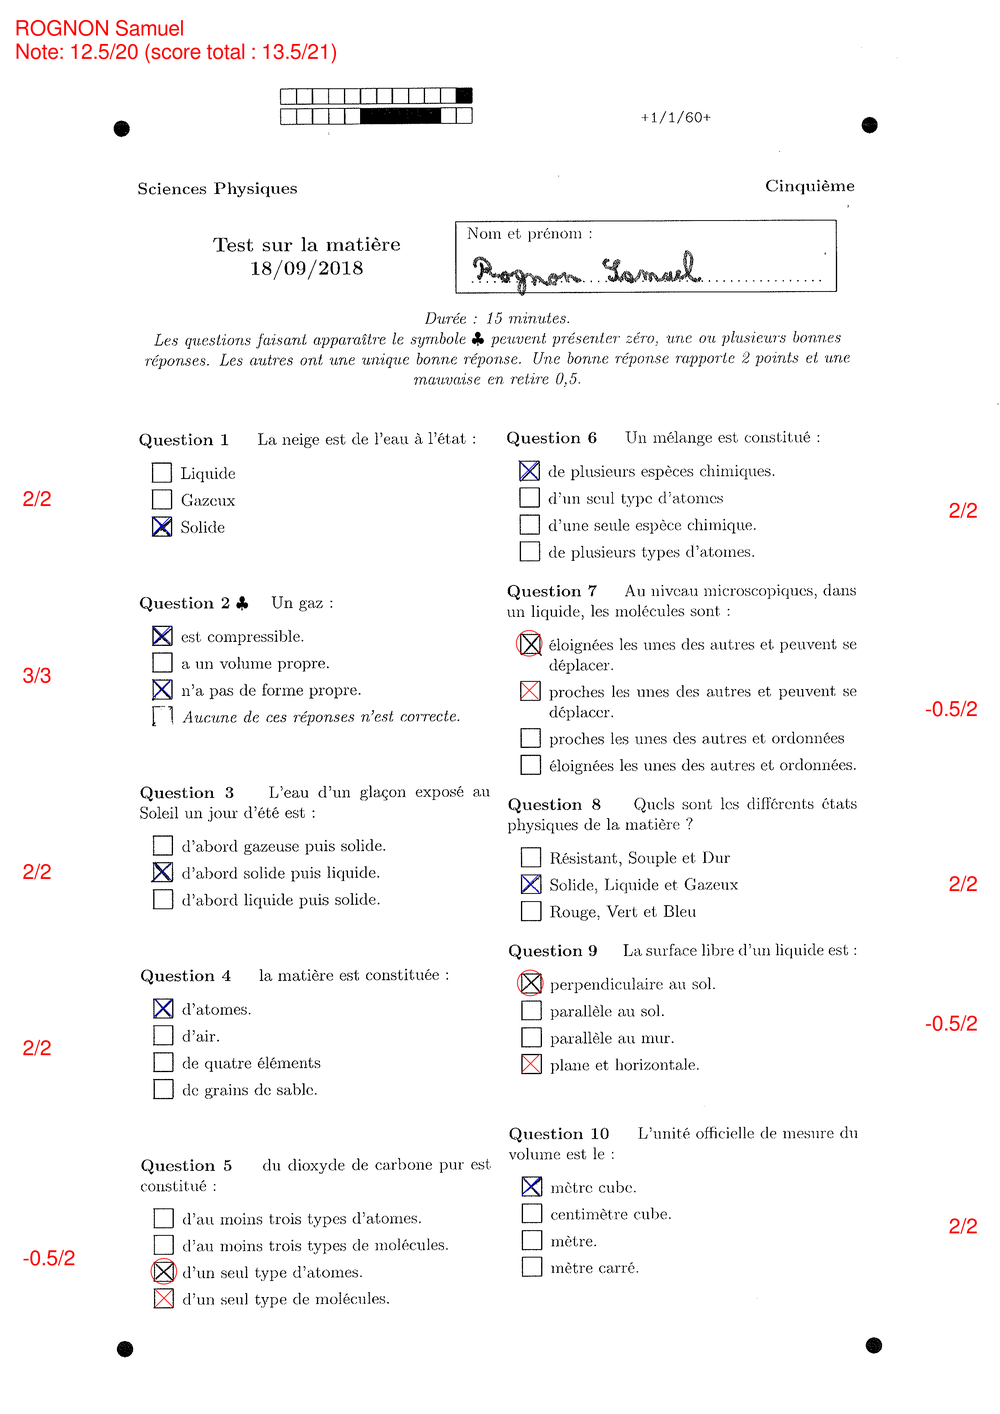 ROGNON Samuel
Note: 12.5/20 (score total : 13.5/21)
+1/1/60+
Sciences Physiques
Cinquième
Test sur la matière
18/09/2018
Nom et prénom :
Rognon Samuel
Durée : 15 minutes.
Les questions faisant apparaître le symbole ♣ peuvent présenter zéro, une ou plusieurs bonnes
réponses. Les autres ont une unique bonne réponse. Une bonne réponse rapporte 2 points et une
mauvaise en retire 0,5.
Question 1 La neige est de l'eau à l'état :
Liquide
Gazeux
Solide
2/2
Question 2 ♣ Un gaz :
est compressible.
a un volume propre.
n'a pas de forme propre.
Aucune de ces réponses n'est correcte.
3/3
Question 3 L'eau d'un glaçon exposé au
Soleil un jour d'été est :
d'abord gazeuse puis solide.
d'abord solide puis liquide.
d'abord liquide puis solide.
2/2
Question 4 la matière est constituée :
d'atomes.
d'air.
de quatre éléments
de grains de sable.
2/2
Question 5 du dioxyde de carbone pur est
constitué :
d'au moins trois types d'atomes.
d'au moins trois types de molécules.
d'un seul type d'atomes.
d'un seul type de molécules.
-0.5/2
Question 6 Un mélange est constitué :
de plusieurs espèces chimiques.
d'un seul type d'atomes
d'une seule espèce chimique.
de plusieurs types d'atomes.
2/2
Question 7 Au niveau microscopiques, dans
un liquide, les molécules sont :
éloignées les unes des autres et peuvent se
déplacer.
proches les unes des autres et peuvent se
déplacer.
proches les unes des autres et ordonnées
éloignées les unes des autres et ordonnées.
-0.5/2
Question 8 Quels sont les différents états
physiques de la matière ?
Résistant, Souple et Dur
Solide, Liquide et Gazeux
Rouge, Vert et Bleu
2/2
Question 9 La surface libre d'un liquide est :
perpendiculaire au sol.
parallèle au sol.
parallèle au mur.
plane et horizontale.
-0.5/2
Question 10 L'unité officielle de mesure du
volume est le :
mètre cube.
centimètre cube.
mètre.
mètre carré.
2/2